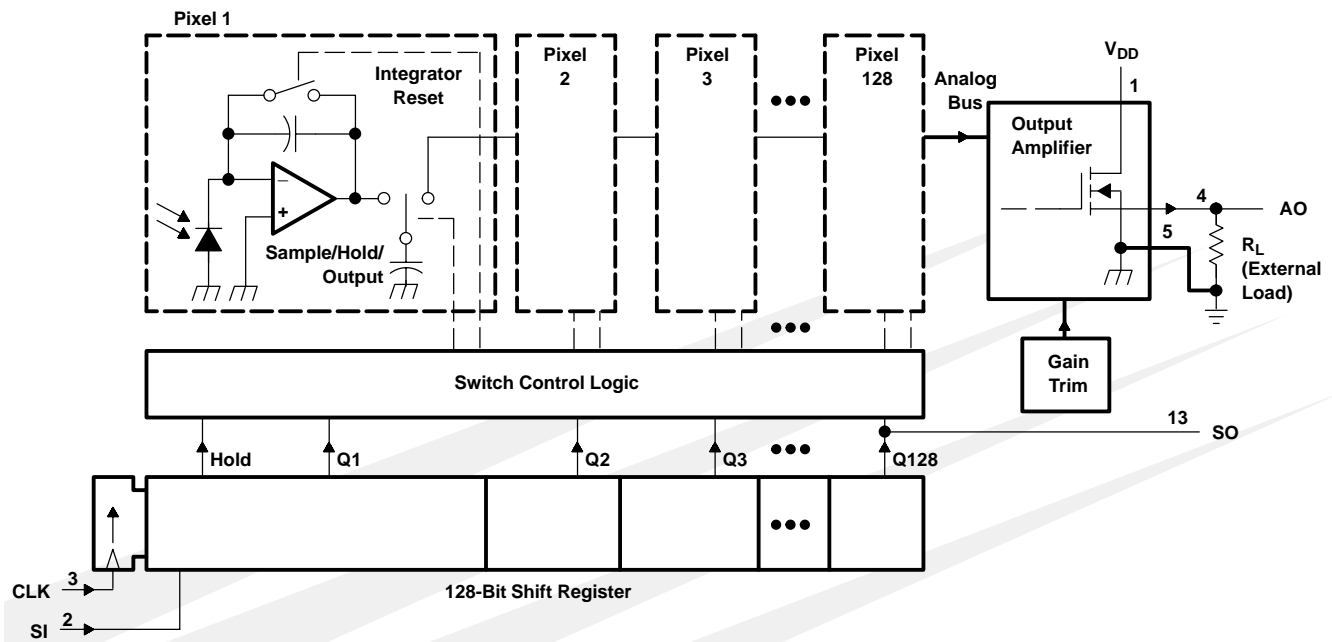 Pixel 1
Integrator
Reset
Sample/Hold/
Output
−
+
Pixel
2
Pixel
3
Pixel
128
Analog
Bus
VDD
1
Output
Amplifier
4
AO
5
RL
(External
Load)
Gain
Trim
Switch Control Logic
13
SO
Hold
Q1
Q2
Q3
Q128
CLK
3
SI
2
128-Bit Shift Register